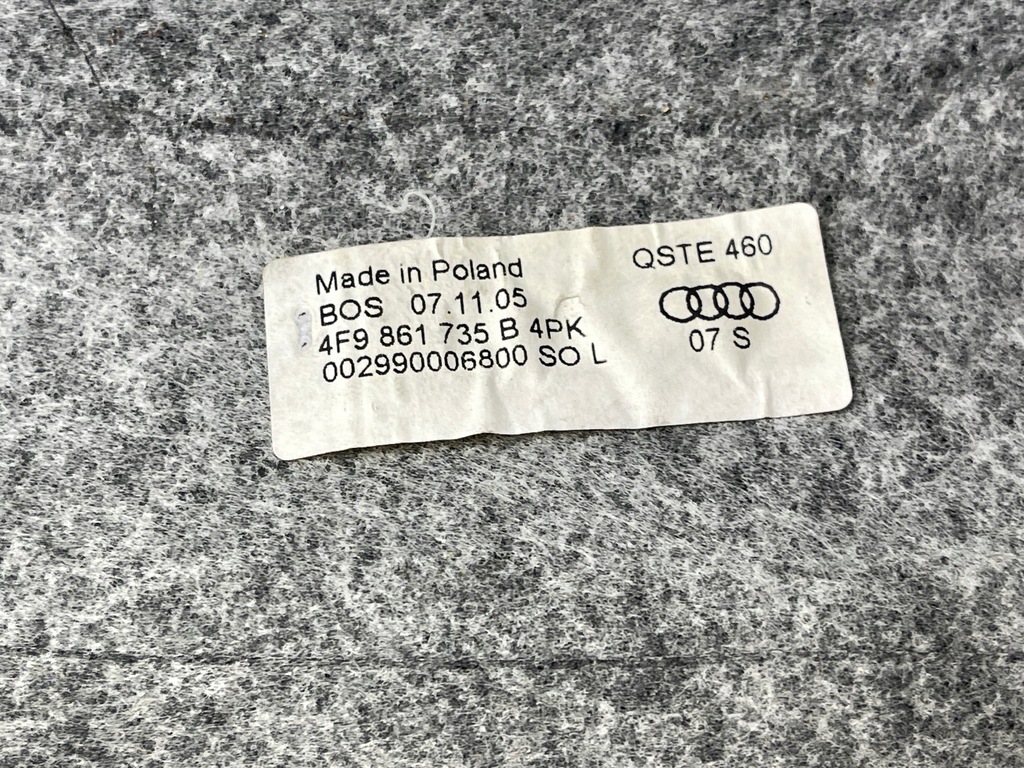 Made in Poland
BOS 07.11.05
4F9 861 735 B 4PK
002990006800 SO L
QSTE 460
07 S